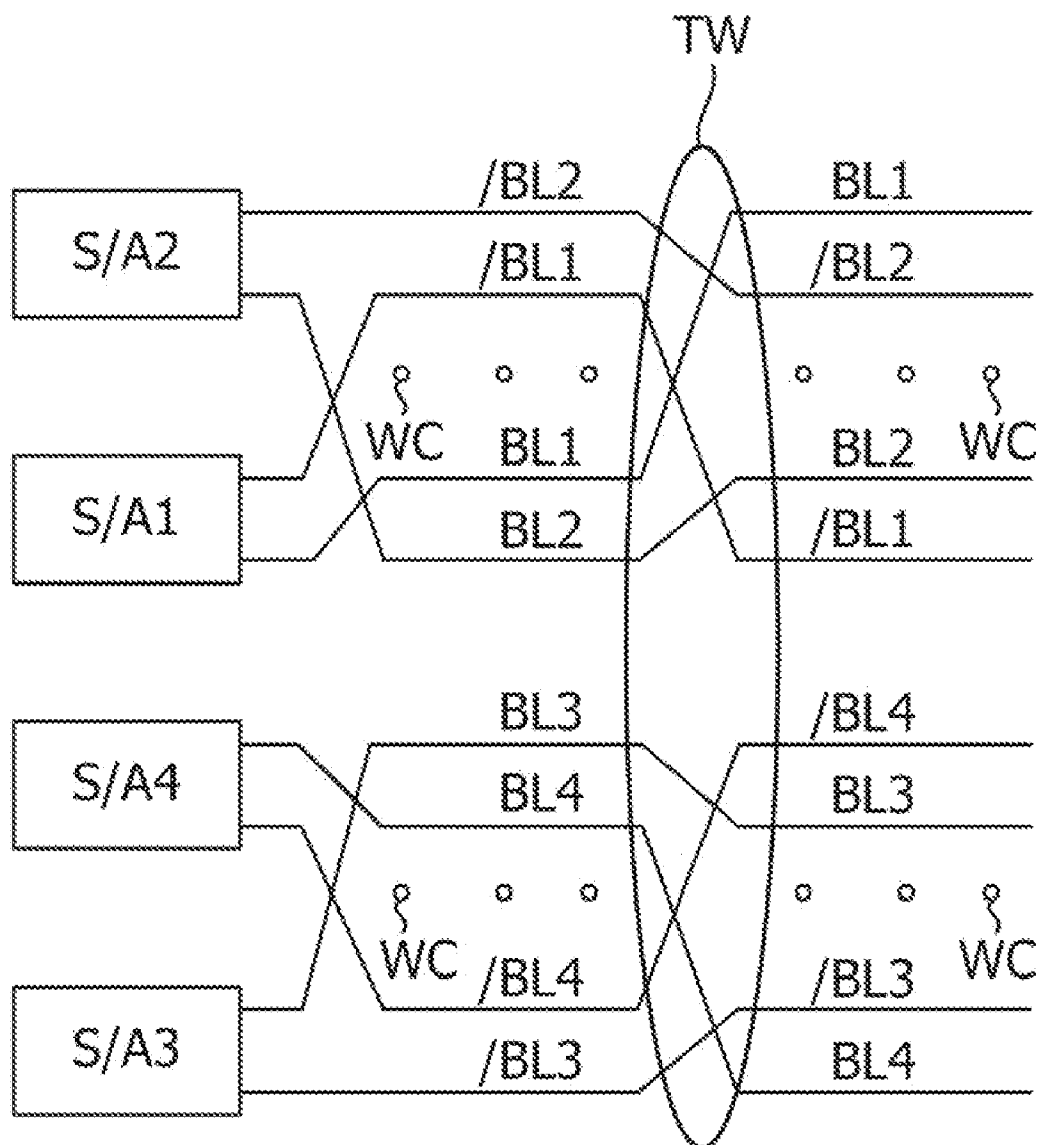 TW
/BL2 BL1
S/A2
/BL1 /BL2
WC BL1 BL2 WC
S/A1
BL2 /BL1
BL3 /BL4
S/A4
BL4 BL3
WC /BL4 /BL3 WC
S/A3
/BL3 BL4